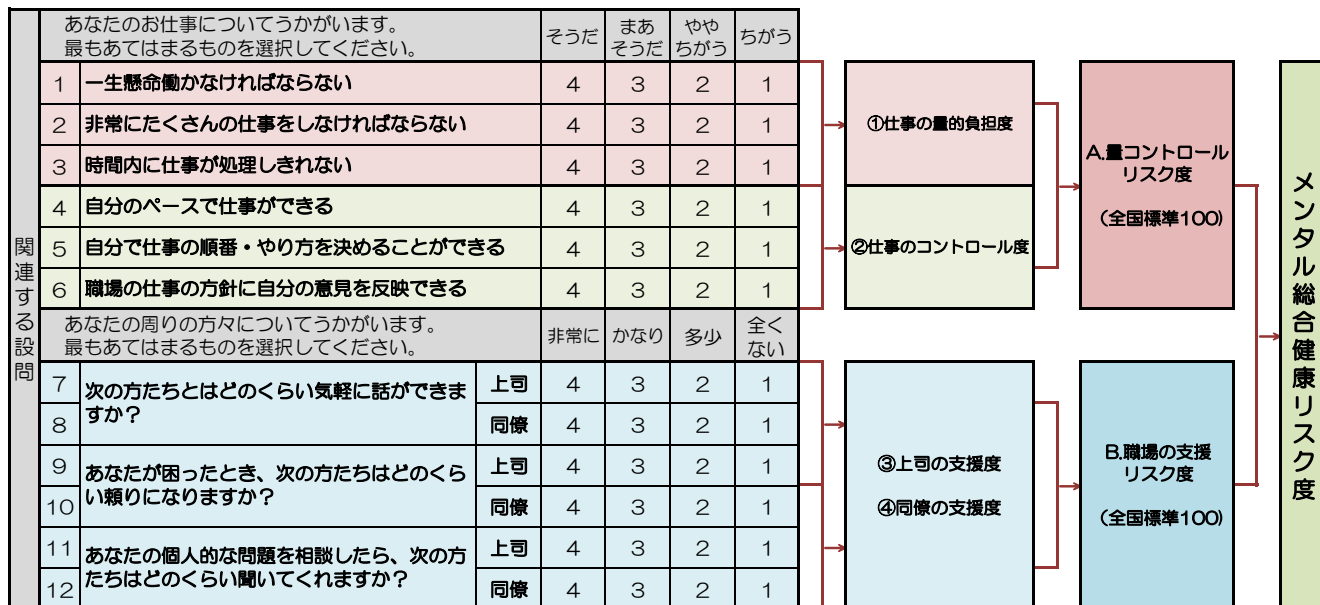 関連する設問
あなたのお仕事についてうかがいます。
最もあてはまるものを選択してください。
そうだ
まあ
そうだ
やや
ちがう
ちがう
1 一生懸命働かなければならない 4 3 2 1
2 非常にたくさんの仕事をしなければならない 4 3 2 1
3 時間内に仕事が処理しきれない 4 3 2 1
4 自分のペースで仕事ができる 4 3 2 1
5 自分で仕事の順番・やり方を決めることができる 4 3 2 1
6 職場の仕事の方針に自分の意見を反映できる 4 3 2 1
あなたの周りの方々についてうかがいます。
最もあてはまるものを選択してください。
非常に
かなり
多少
全く
ない
7 上司 4 3 2 1
次の方たちとはどのくらい気軽に話ができま
すか？
8 同僚 4 3 2 1
9 上司 4 3 2 1
あなたが困ったとき、次の方たちはどのくら
い頼りになりますか？
10 同僚 4 3 2 1
11 上司 4 3 2 1
あなたの個人的な問題を相談したら、次の方
たちはどのくらい聞いてくれますか？
12 同僚 4 3 2 1
①仕事の量的負担度
②仕事のコントロール度
③上司の支援度
④同僚の支援度
A.量コントロール
リスク度
（全国標準100）
B.職場の支援
リスク度
（全国標準100）
メンタル総合健康リスク度